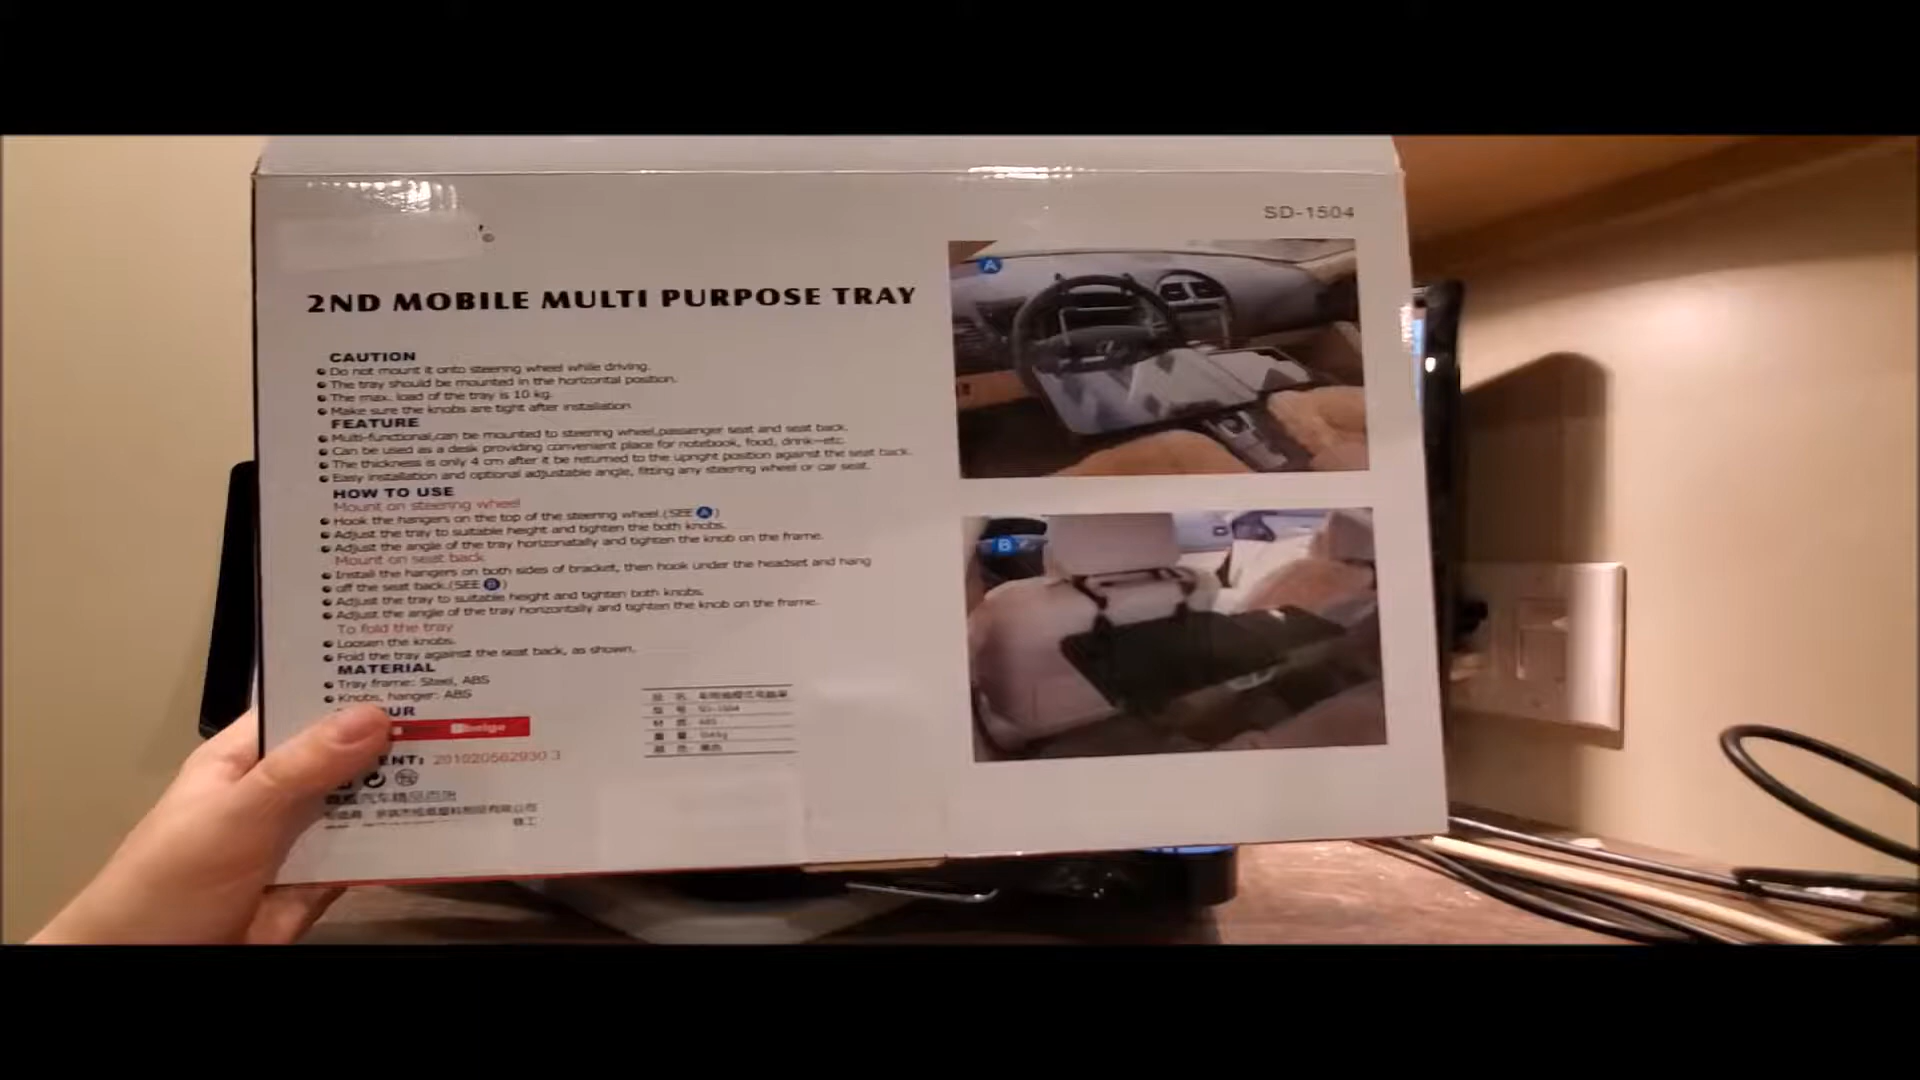 SD-1504
2ND MOBILE MULTI PURPOSE TRAY
CAUTION
Do not mount it onto steering wheel while driving.
The tray should be mounted in the horizontal position.
The max. load of the tray is 10 kg.
Make sure the knobs are tight after installation
FEATURE
Multi-functional,can be mounted to steering wheel,passenger seat and seat back.
Can be used as a desk providing convenient place for notebook, food, drink—etc
The thickness is only 4 cm after it be returned to the upright position against the seat back.
Easy installation and optional adjustable angle, fitting any steering wheel or car seat.
HOW TO USE
Mount on steering wheel
Hook the hangers on the top of the steering wheel.(SEE A)
Adjust the tray to suitable height and tighten the both knobs.
Adjust the angle of the tray horizonatally and tighten the knob on the frame.
Mount on seat back
Install the hangers on both sides of bracket, then hook under the headset and hang
off the seat back.(SEE B)
Adjust the tray to suitable height and tighten both knobs.
Adjust the angle of the tray horizontally and tighten the knob on the frame.
To fold the tray
Loosen the knobs.
Fold the tray against the seat back, as shown.
MATERIAL
Tray frame: Steel, ABS
Knobs, hanger: ABS
UR
beige
ENT: 201020562930 3
SD-1504
A
B